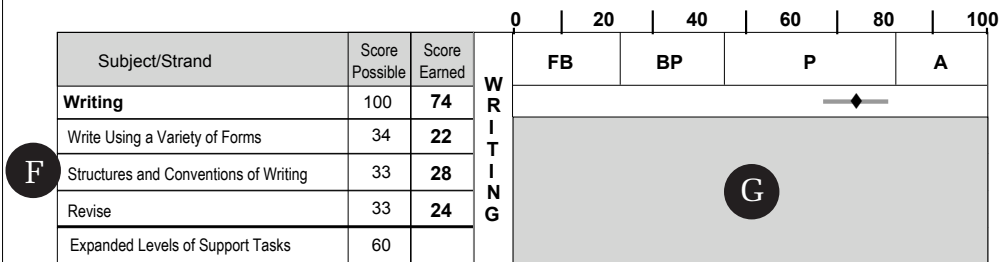 0 | 20 | 40 | 60 | 80 | 100
Subject/Strand Score Possible Score Earned
WRITING
FB BP P A
Writing 100 74
Write Using a Variety of Forms 34 22
F
Structures and Conventions of Writing 33 28
G
Revise 33 24
Expanded Levels of Support Tasks 60